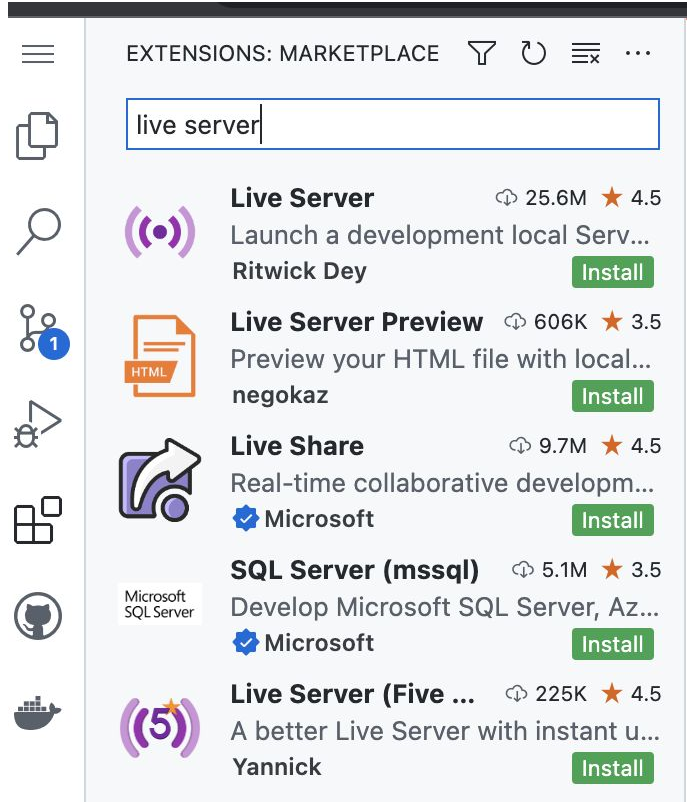 EXTENSIONS: MARKETPLACE
live server
Live Server 25.6M 4.5
Launch a development local Serv...
Ritwick Dey Install
Live Server Preview 606K 3.5
Preview your HTML file with local...
HTML
negokaz Install
Live Share 9.7M 4.5
Real-time collaborative developm...
Microsoft Install
SQL Server (mssql) 5.1M 3.5
Microsoft
SQL Server
Develop Microsoft SQL Server, Az...
Microsoft Install
Live Server (Five ... 225K 4.5
5
A better Live Server with instant u...
Yannick Install
1